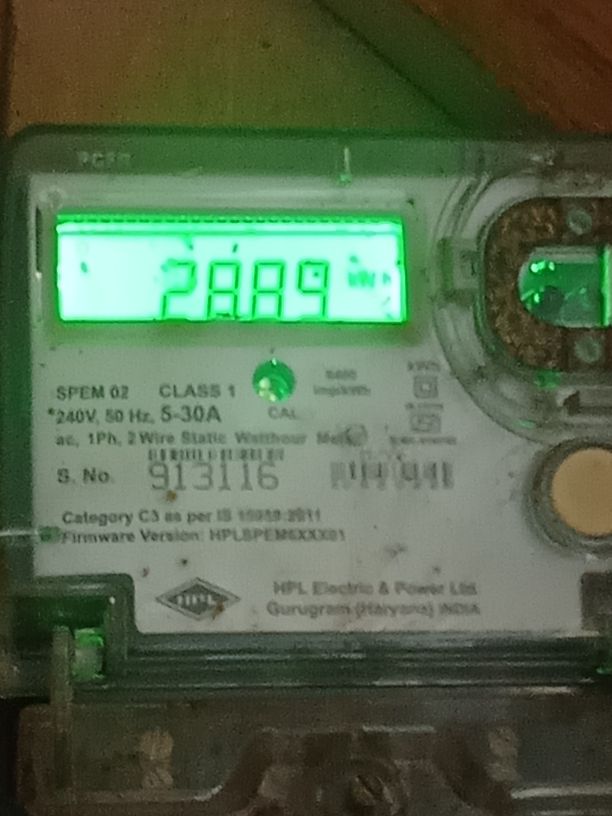 2889
SPEM 02 CLASS 1
*240V, 50 Hz, 5-30A
CAL
ac, 1Ph, 2 Wire Static Watthour Meter
S. No. 913116
Category C3 as per IS 15959:2011
Firmware Version: HPLSPEM6XXX01
HPL
HPL Electric & Power Ltd
Gurugram (Haryana) INDIA